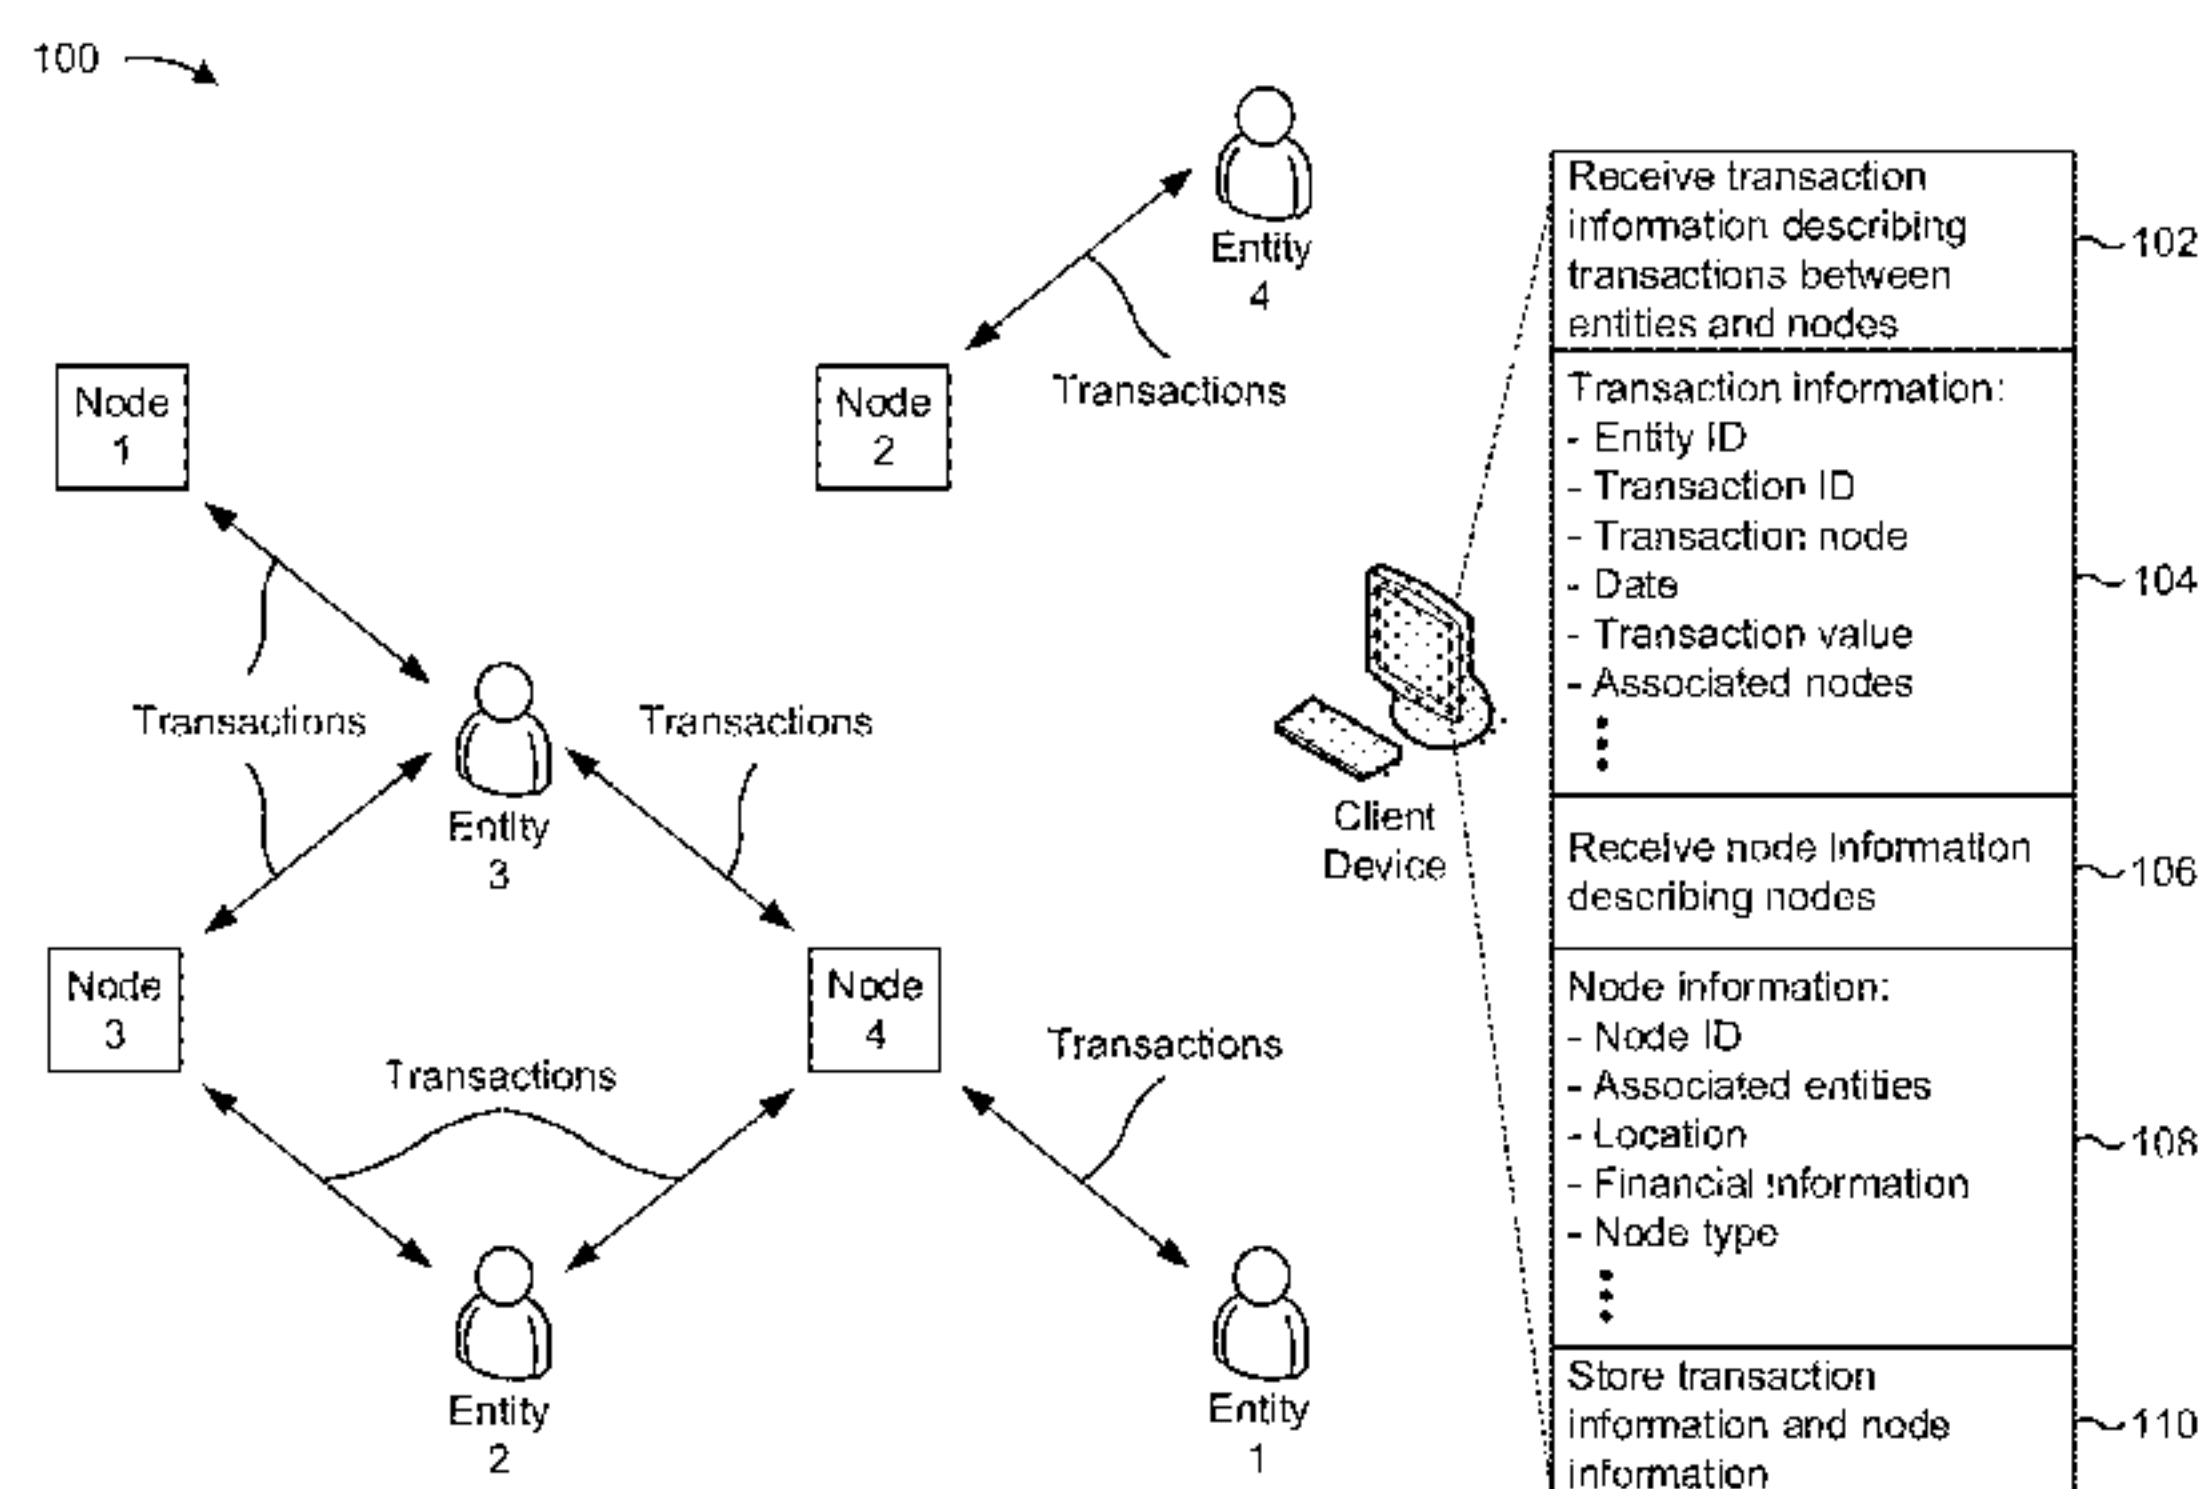 100
Entity
4
Transactions
Node
1
Node
2
Transactions
Transactions
Entity
3
Node
3
Node
4
Transactions
Transactions
Entity
2
Entity
1
Client
Device
Receive transaction
information describing
transactions between
entities and nodes
102
Transaction information:
- Entity ID
- Transaction ID
- Transaction node
- Date
- Transaction value
- Associated nodes
104
Receive node information
describing nodes
106
Node information:
- Node ID
- Associated entities
- Location
- Financial information
- Node type
108
Store transaction
information and node
information
110